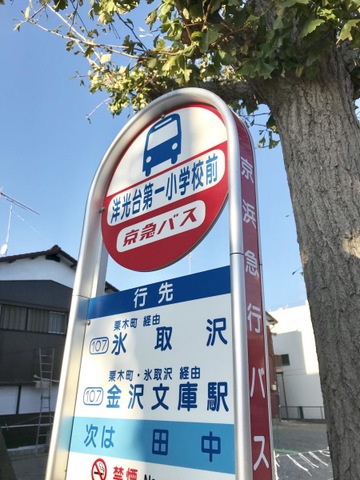 洋光台第一小学校前
京急バス
行先
栗木町 経由
107 氷取沢
栗木町・氷取沢 経由
107 金沢文庫駅
次は 田中
禁煙 No
京浜急行バス